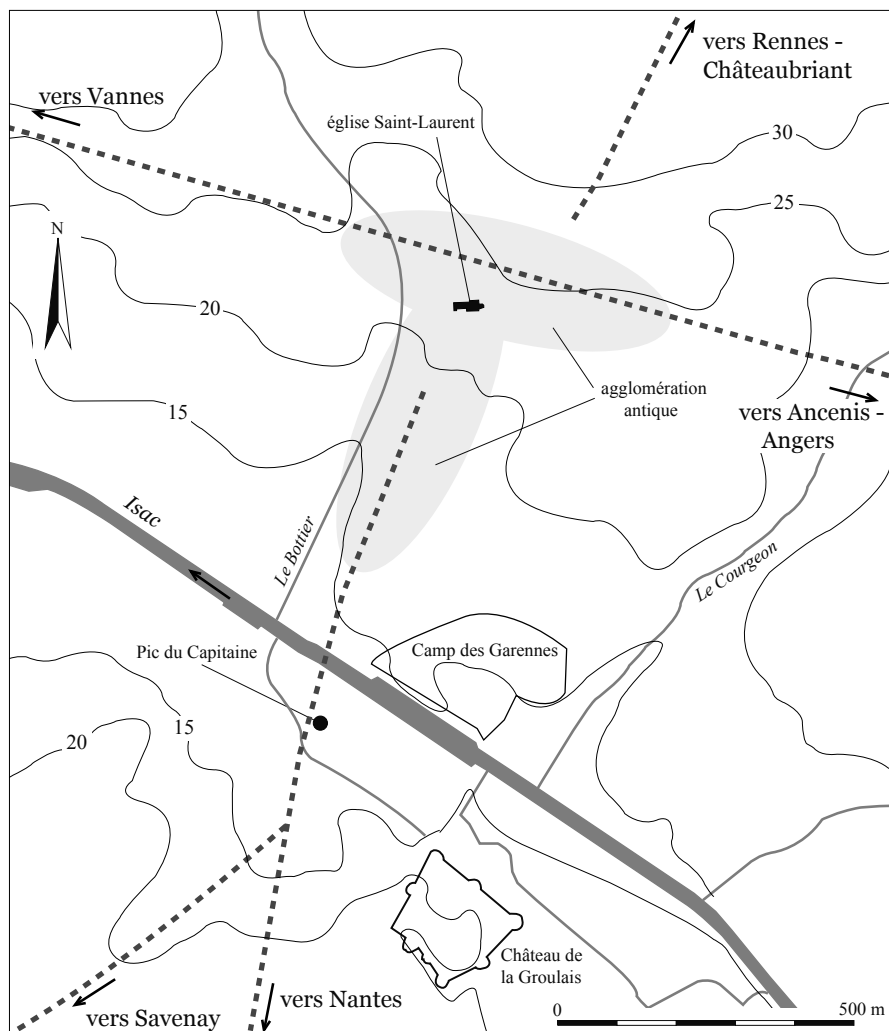 vers Rennes -
Châteaubriant
vers Vannes
église Saint-Laurent
30
25
N
20
agglomération
antique
15
vers Ancenis -
Angers
Isac
Le Bottier
Le Courgeon
Pic du Capitaine
Camp des Garennes
15
20
Château de
la Groulais
vers Nantes
vers Savenay
0
500 m